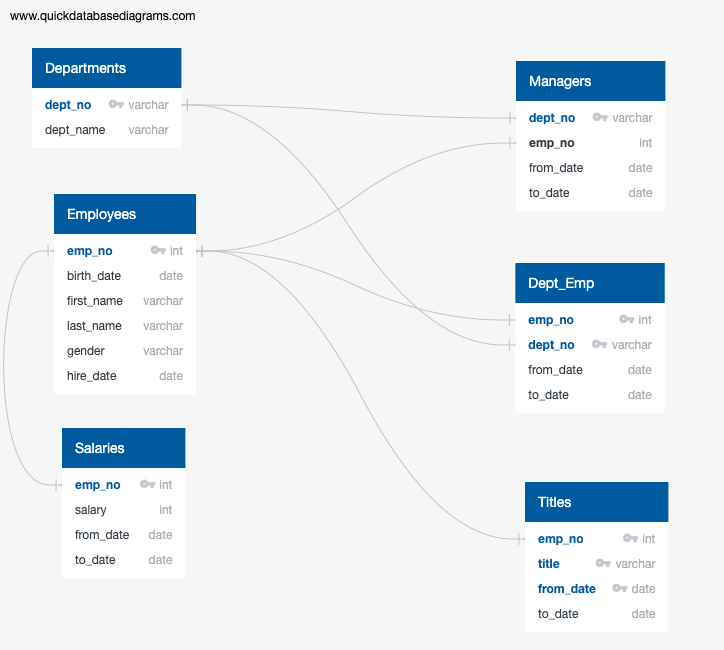 www.quickdatabasediagrams.com
Departments
dept_no varchar
dept_name varchar
Employees
emp_no int
birth_date date
first_name varchar
last_name varchar
gender varchar
hire_date date
Salaries
emp_no int
salary int
from_date date
to_date date
Managers
dept_no varchar
emp_no int
from_date date
to_date date
Dept_Emp
emp_no int
dept_no varchar
from_date date
to_date date
Titles
emp_no int
title varchar
from_date date
to_date date